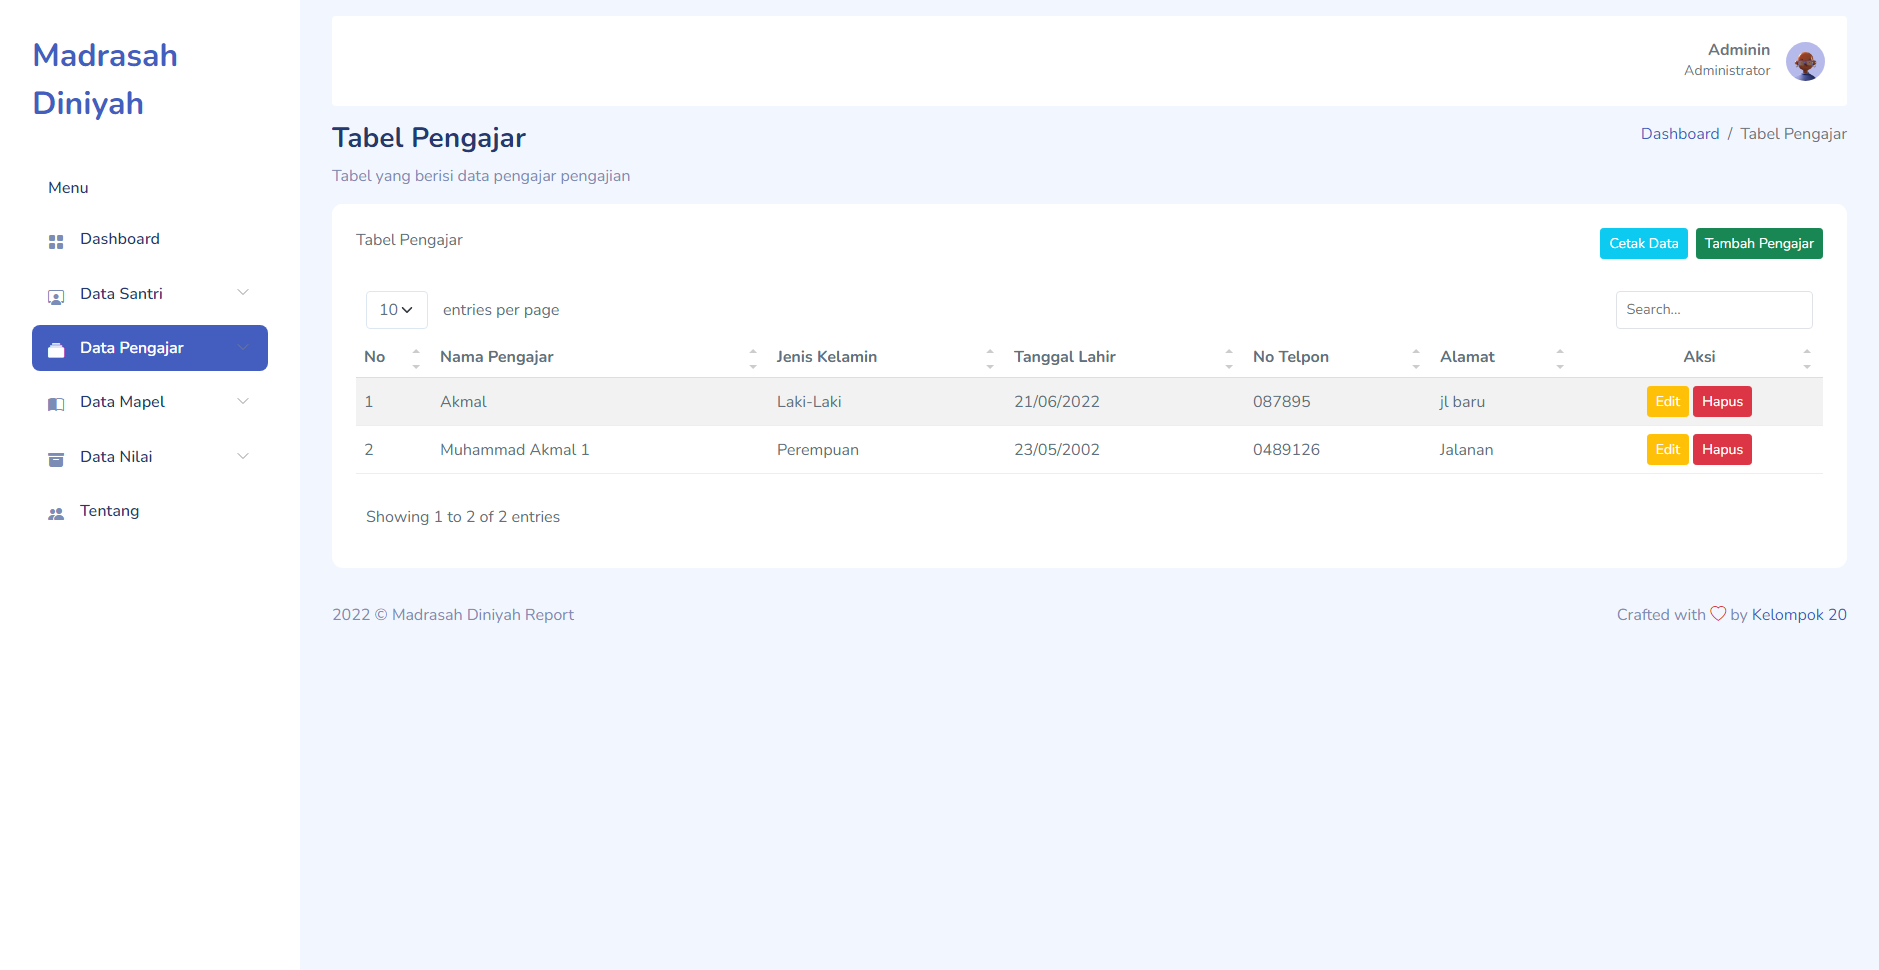 Madrasah
Diniyah
Menu
Dashboard
Data Santri
Data Pengajar
Data Mapel
Data Nilai
Tentang
Adminin
Administrator
Tabel Pengajar
Dashboard / Tabel Pengajar
Tabel yang berisi data pengajar pengajian
Tabel Pengajar
Cetak Data Tambah Pengajar
10 entries per page
Search...
No Nama Pengajar Jenis Kelamin Tanggal Lahir No Telpon Alamat Aksi
1 Akmal Laki-Laki 21/06/2022 087895 jl baru Edit Hapus
2 Muhammad Akmal 1 Perempuan 23/05/2002 0489126 Jalanan Edit Hapus
Showing 1 to 2 of 2 entries
2022 © Madrasah Diniyah Report
Crafted with ♡ by Kelompok 20